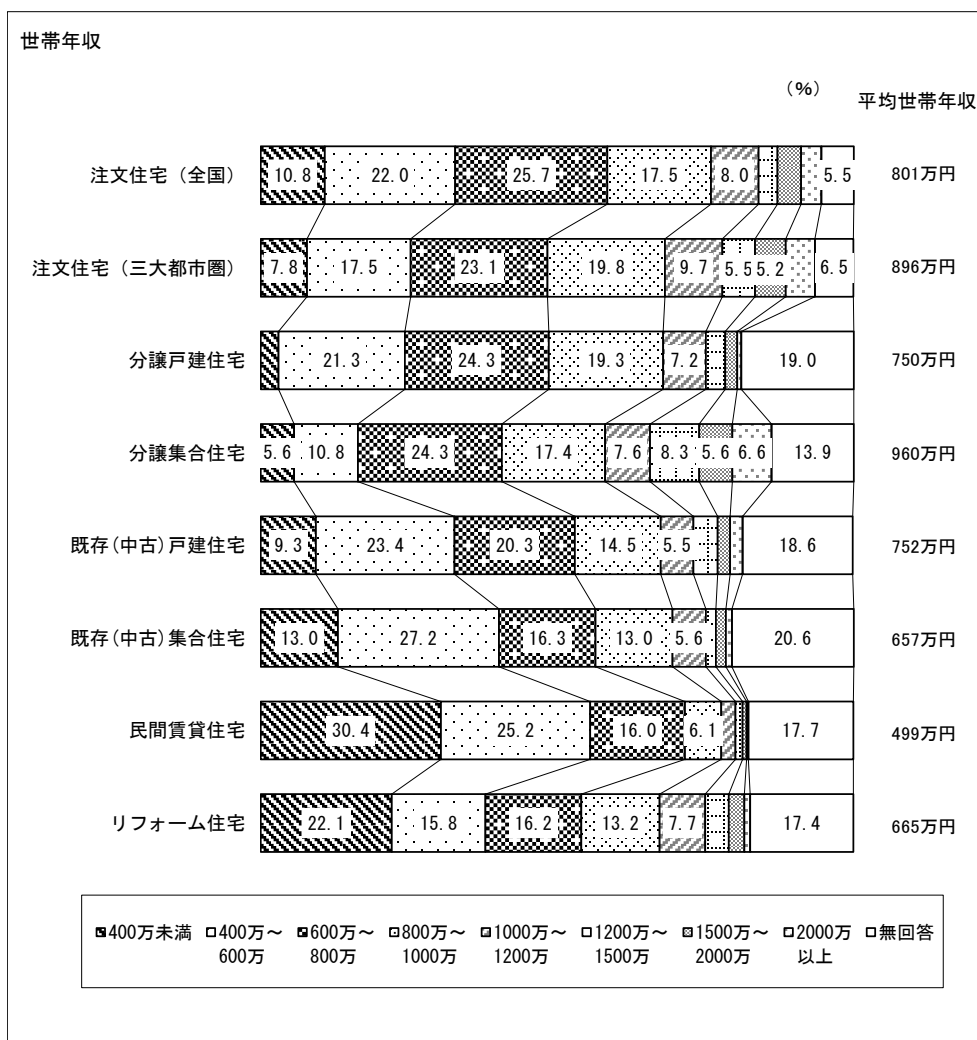 世帯年収
（%） 平均世帯年収
注文住宅（全国） 10.8 22.0 25.7 17.5 8.0 5.5 801万円
注文住宅（三大都市圏） 7.8 17.5 23.1 19.8 9.7 5.5 5.2 6.5 896万円
分譲戸建住宅 21.3 24.3 19.3 7.2 19.0 750万円
分譲集合住宅 5.6 10.8 24.3 17.4 7.6 8.3 5.6 6.6 13.9 960万円
既存(中古)戸建住宅 9.3 23.4 20.3 14.5 5.5 18.6 752万円
既存(中古)集合住宅 13.0 27.2 16.3 13.0 5.6 20.6 657万円
民間賃貸住宅 30.4 25.2 16.0 6.1 17.7 499万円
リフォーム住宅 22.1 15.8 16.2 13.2 7.7 17.4 665万円
400万未満 400万～ 600万～ 800万～ 1000万～ 1200万～ 1500万～ 2000万 無回答
600万 800万 1000万 1200万 1500万 2000万 以上